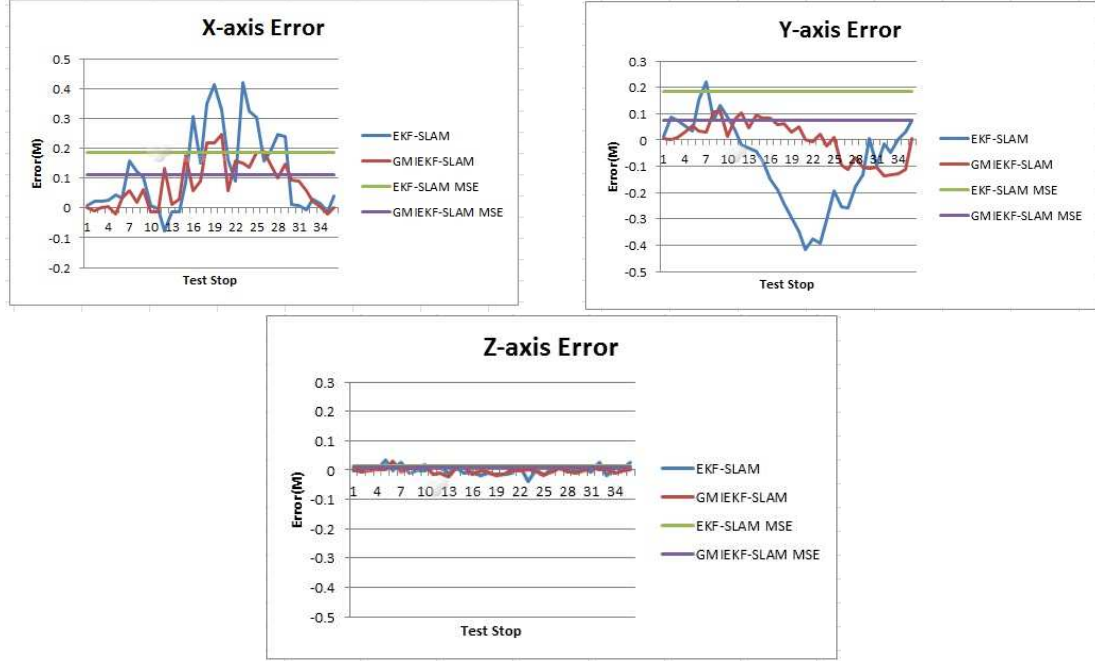 X-axis Error
0.5
0.4
0.3
0.2
0.1
0
-0.1
-0.2
Error(M)
1 4 7 10 13 16 19 22 25 28 31 34
Test Stop
EKF-SLAM
GMIEKF-SLAM
EKF-SLAM MSE
GMIEKF-SLAM MSE
Y-axis Error
0.3
0.2
0.1
0
-0.1
-0.2
-0.3
-0.4
-0.5
Error(M)
1 4 7 10 13 16 19 22 25 28 31 34
Test Stop
EKF-SLAM
GMIEKF-SLAM
EKF-SLAM MSE
GMIEKF-SLAM MSE
Z-axis Error
0.3
0.2
0.1
0
-0.1
-0.2
-0.3
-0.4
-0.5
Error(M)
1 4 7 10 13 16 19 22 25 28 31 34
Test Stop
EKF-SLAM
GMIEKF-SLAM
EKF-SLAM MSE
GMIEKF-SLAM MSE